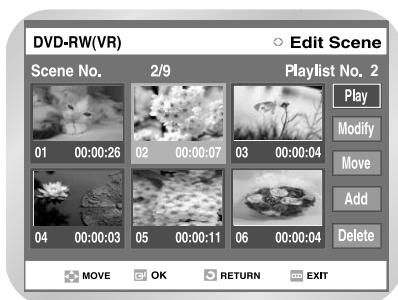 DVD-RW(VR) Edit Scene
Scene No. 2/9 Playlist No. 2
Play
01 00:00:26 02 00:00:07 03 00:00:04
Modify
Move
Add
04 00:00:03 05 00:00:11 06 00:00:04
Delete
MOVE OK RETURN EXIT